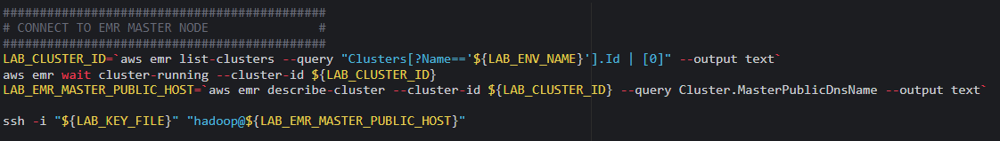 ############################################
# CONNECT TO EMR MASTER NODE               #
############################################
LAB_CLUSTER_ID=`aws emr list-clusters --query "Clusters[?Name=='${LAB_ENV_NAME}'].Id | [0]" --output text`
aws emr wait cluster-running --cluster-id ${LAB_CLUSTER_ID}
LAB_EMR_MASTER_PUBLIC_HOST=`aws emr describe-cluster --cluster-id ${LAB_CLUSTER_ID} --query Cluster.MasterPublicDnsName --output text`
ssh -i "${LAB_KEY_FILE}" "hadoop@${LAB_EMR_MASTER_PUBLIC_HOST}"